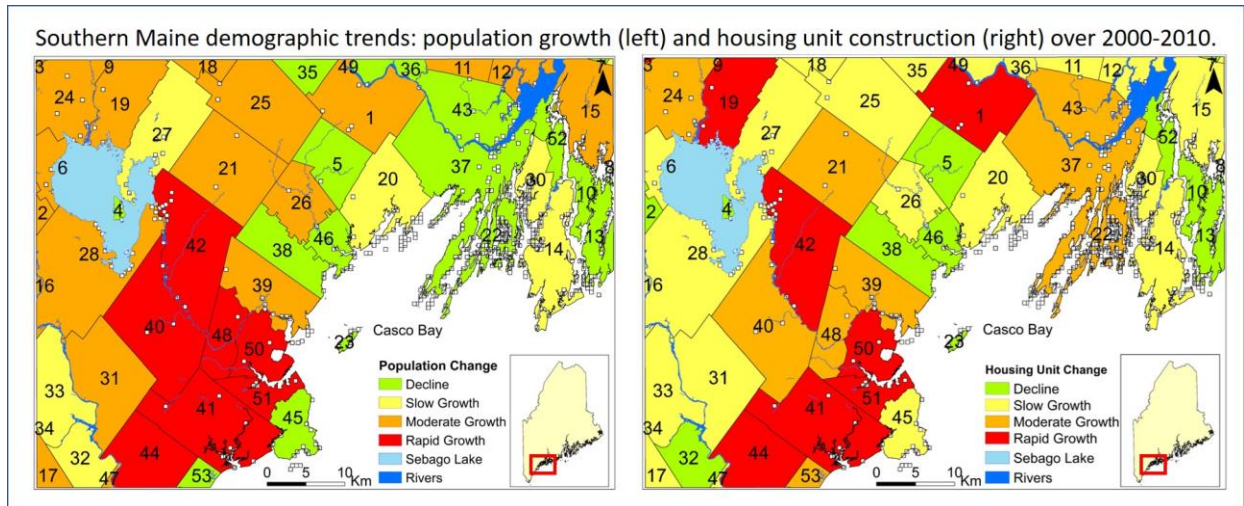 Southern Maine demographic trends: population growth (left) and housing unit construction (right) over 2000-2010.
3 9 18 35 49 36 11 12 7
24 19 25 1 43 15
27 52
6 5 37
21 20 30 8
2 4 26 10
42 38 46 22 14 13
28
16 39
40 48 23 Casco Bay
50
33 31
41 51 45
34
32 44
17 47 53
Population Change
Decline
Slow Growth
Moderate Growth
Rapid Growth
Sebago Lake
Rivers
0 5 10
Km
3 9 18 35 49 36 11 12 7
24 19 25 1 43 15
27 52
6 5 37
21 20 30 8
2 4 26 10
42 38 46 22 14 13
28
16 39
40 48 23 Casco Bay
50
33 31
41 51 45
34
32 44
17 47 53
Housing Unit Change
Decline
Slow Growth
Moderate Growth
Rapid Growth
Sebago Lake
Rivers
0 5 10
Km